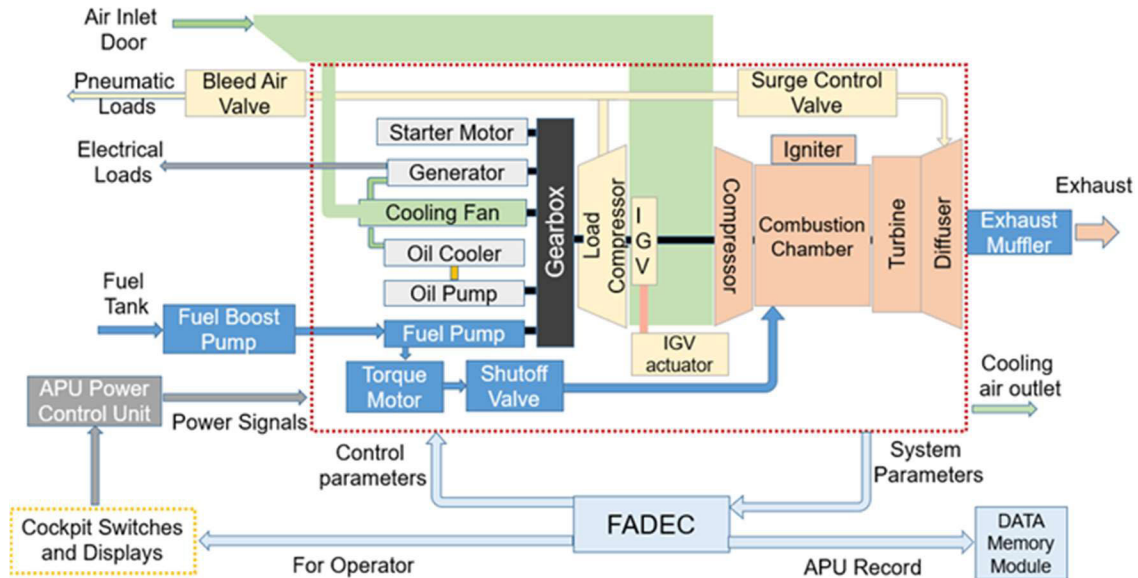 Air Inlet
Door
Pneumatic
Loads
Bleed Air
Valve
Surge Control
Valve
Starter Motor
Electrical
Loads
Generator
Cooling Fan
Oil Cooler
Oil Pump
Gearbox
Load
Compressor
I
G
V
Compressor
Igniter
Combustion
Chamber
Turbine
Diffuser
Exhaust
Exhaust
Muffler
Fuel
Tank
Fuel Boost
Pump
Fuel Pump
IGV
actuator
Torque
Motor
Shutoff
Valve
APU Power
Control Unit
Power Signals
Cooling
air outlet
Control
parameters
System
Parameters
FADEC
Cockpit Switches
and Displays
For Operator
APU Record
DATA
Memory
Module